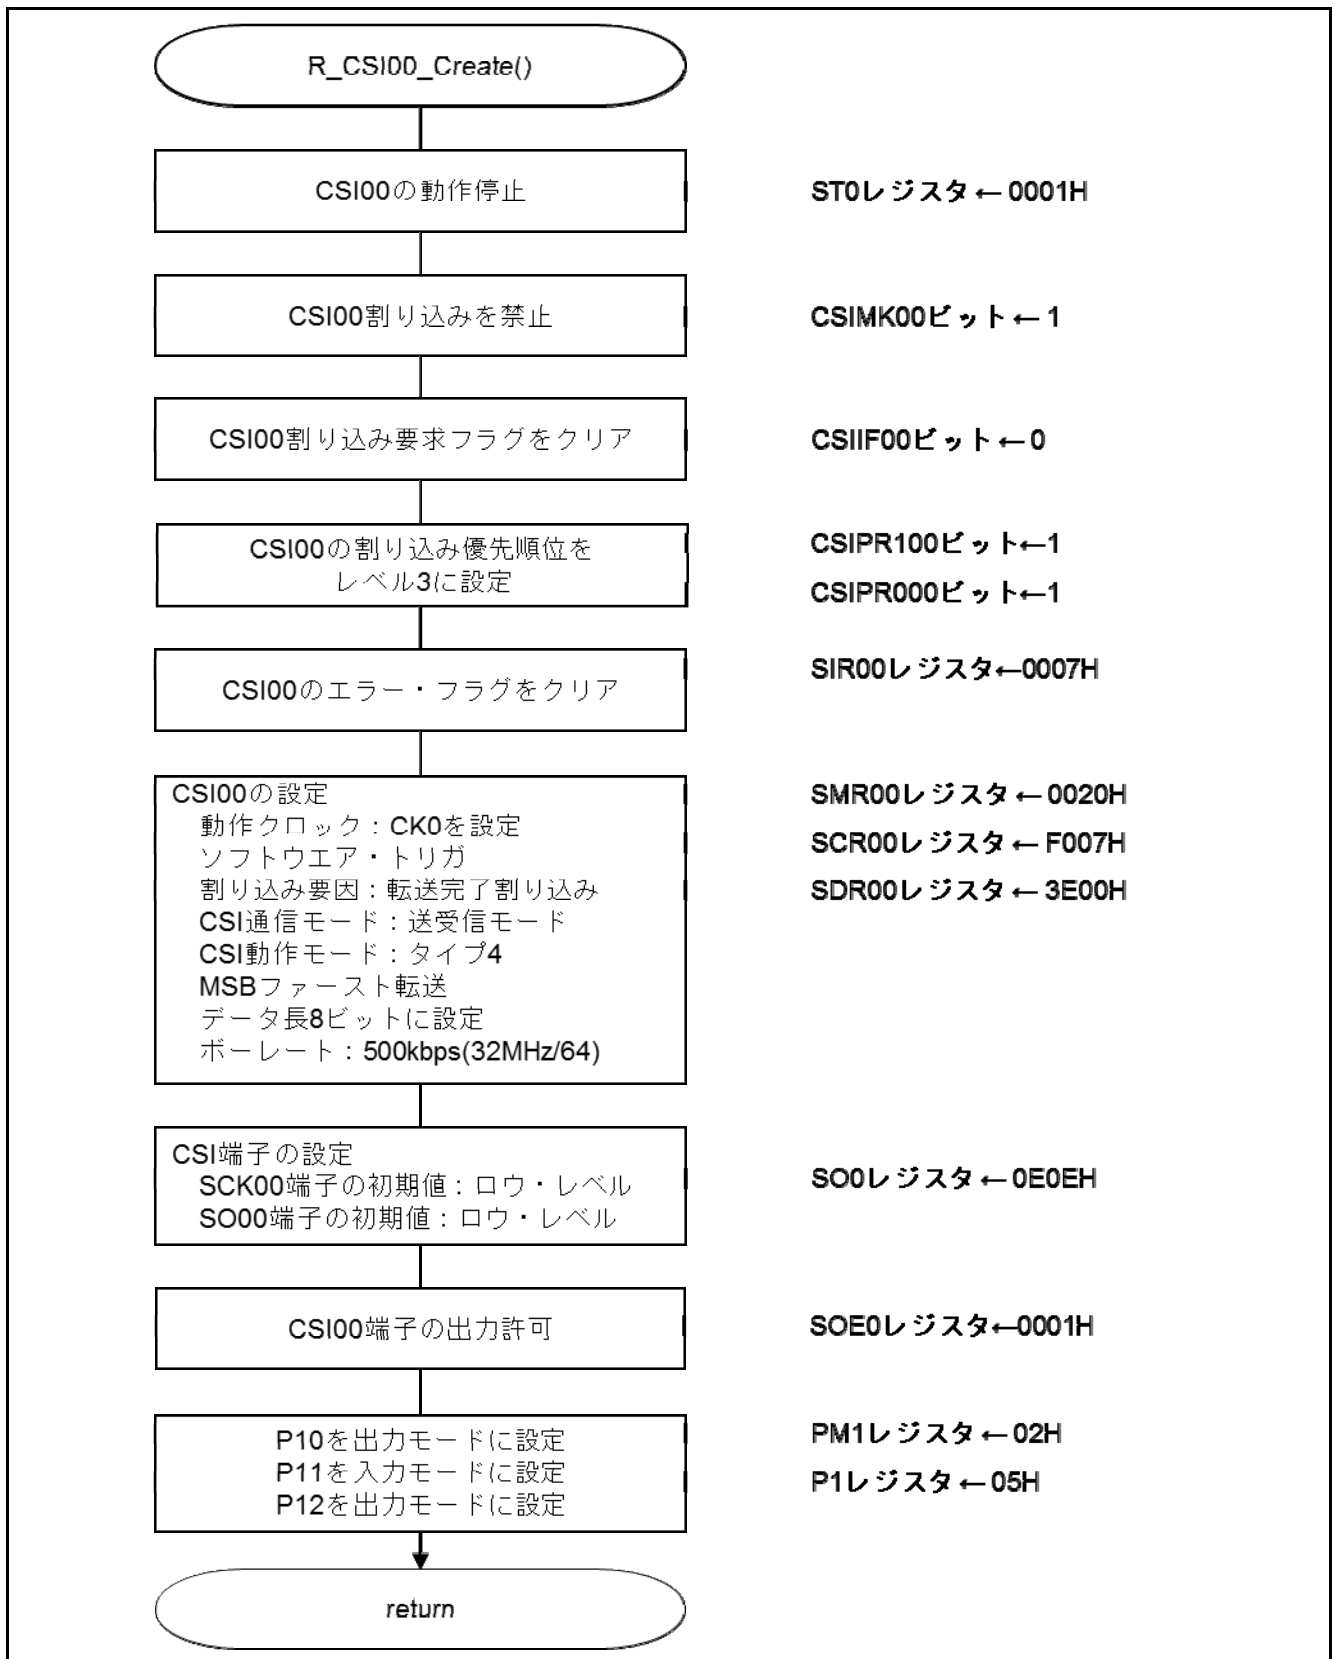 R_CSI00_Create()
CSI00の動作停止
ST0レジスタ ← 0001H
CSI00割り込みを禁止
CSIMK00ビット ← 1
CSI00割り込み要求フラグをクリア
CSIIF00ビット ← 0
CSI00の割り込み優先順位を
レベル3に設定
CSIPR100ビット←1
CSIPR000ビット←1
CSI00のエラー・フラグをクリア
SIR00レジスタ←0007H
CSI00の設定
動作クロック：CK0を設定
ソフトウエア・トリガ
割り込み要因：転送完了割り込み
CSI通信モード：送受信モード
CSI動作モード：タイプ4
MSBファースト転送
データ長8ビットに設定
ボーレート：500kbps(32MHz/64)
SMR00レジスタ ← 0020H
SCR00レジスタ ← F007H
SDR00レジスタ ← 3E00H
CSI端子の設定
SCK00端子の初期値：ロウ・レベル
SO00端子の初期値：ロウ・レベル
SO0レジスタ ← 0E0EH
CSI00端子の出力許可
SOE0レジスタ←0001H
P10を出力モードに設定
P11を入力モードに設定
P12を出力モードに設定
PM1レジスタ ← 02H
P1レジスタ ← 05H
return